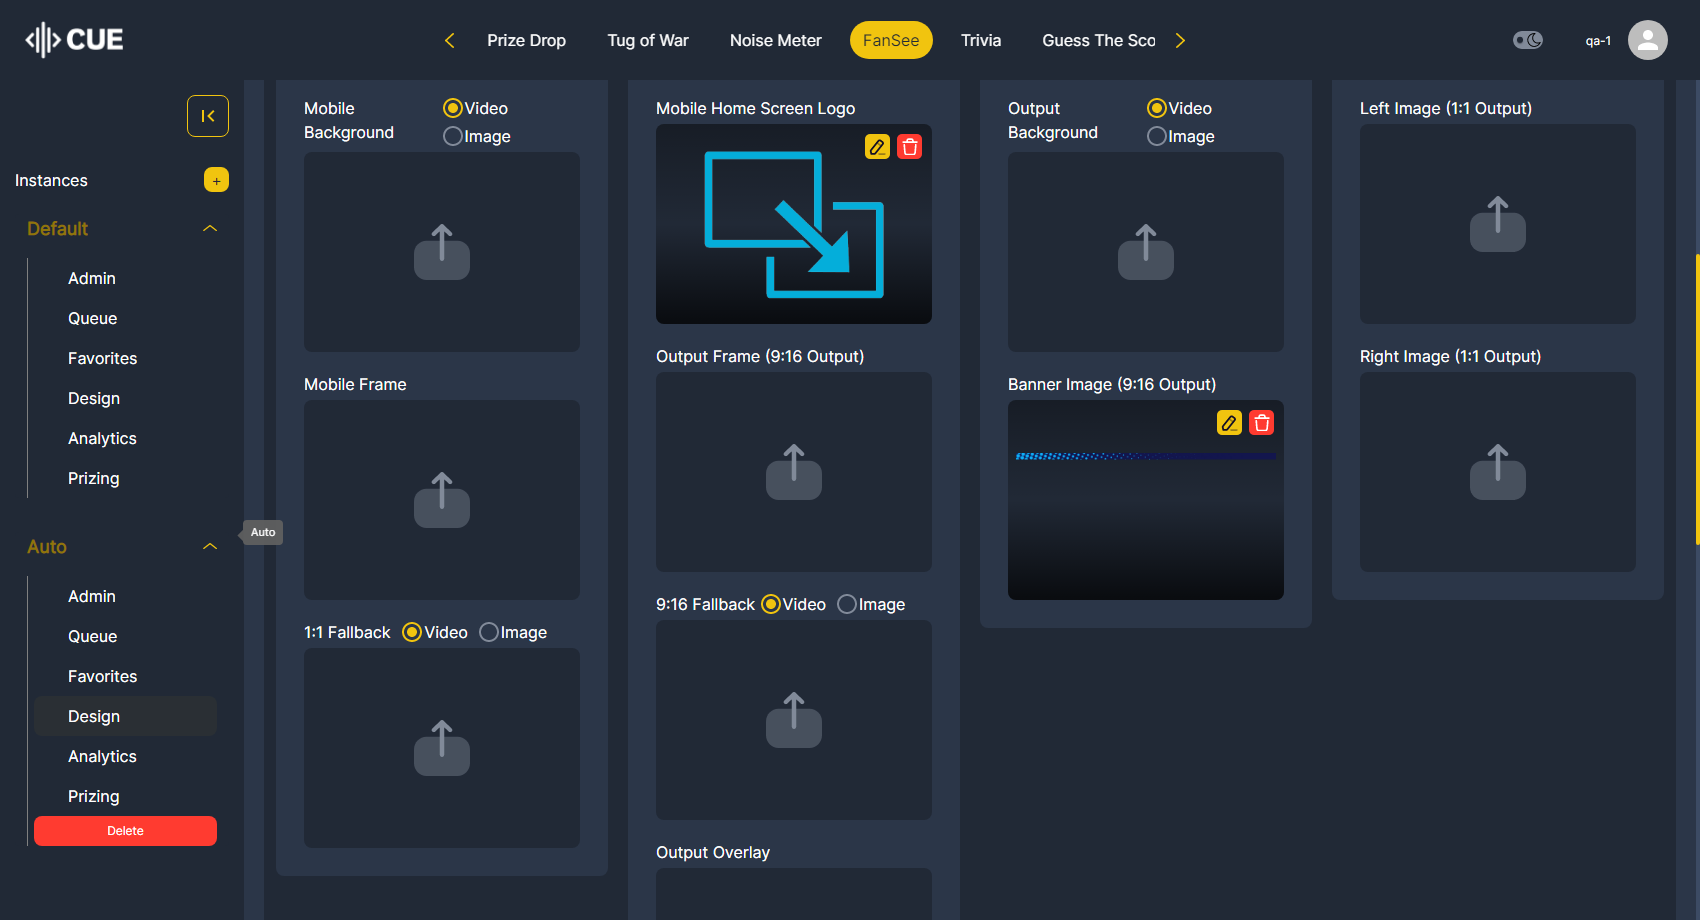 CUE
Prize Drop
Tug of War
Noise Meter
FanSee
Trivia
Guess The Sco
qa-1
Instances
+
Default
Admin
Queue
Favorites
Design
Analytics
Prizing
Auto
Auto
Admin
Queue
Favorites
Design
Analytics
Prizing
Delete
Mobile
Background
Video
Image
Mobile Frame
1:1 Fallback
Video
Image
Mobile Home Screen Logo
Output Frame (9:16 Output)
9:16 Fallback
Video
Image
Output Overlay
Output
Background
Video
Image
Banner Image (9:16 Output)
Left Image (1:1 Output)
Right Image (1:1 Output)